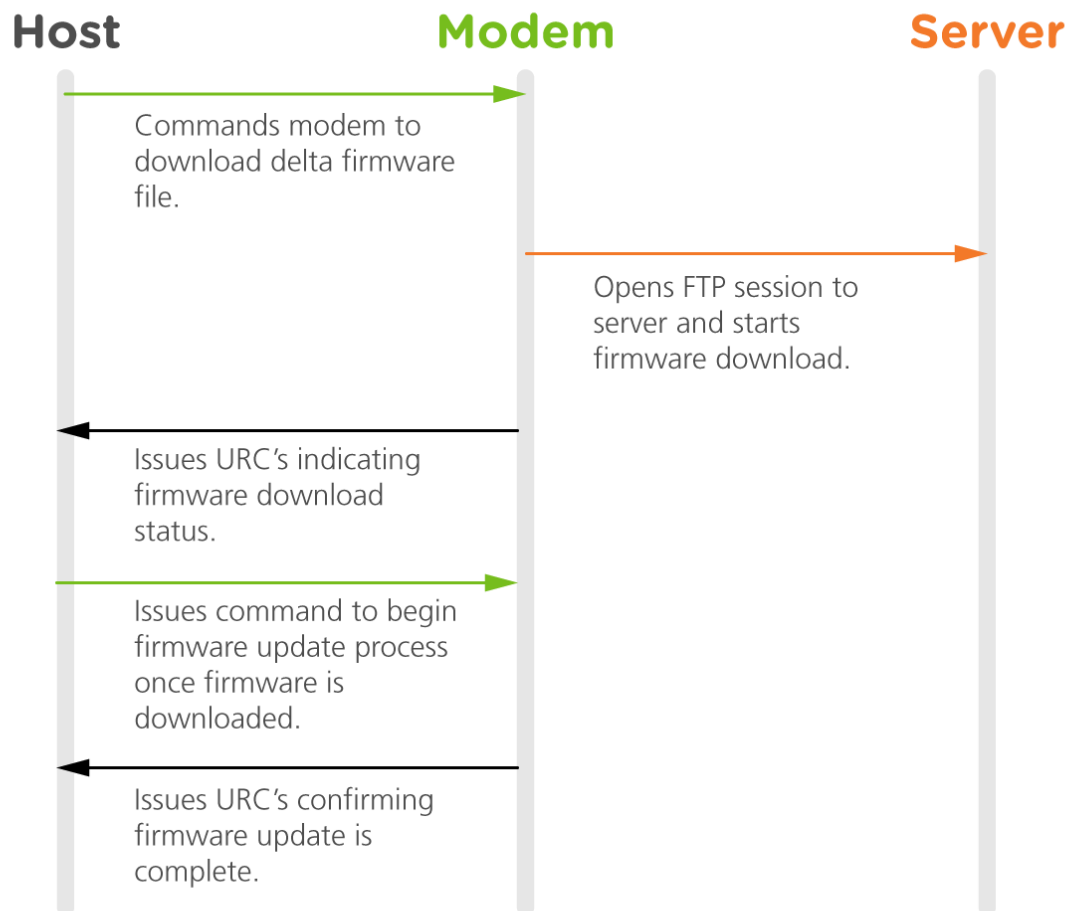 Host
Modem
Server
Commands modem to
download delta firmware
file.
Opens FTP session to
server and starts
firmware download.
Issues URC’s indicating
firmware download
status.
Issues command to begin
firmware update process
once firmware is
downloaded.
Issues URC’s confirming
firmware update is
complete.